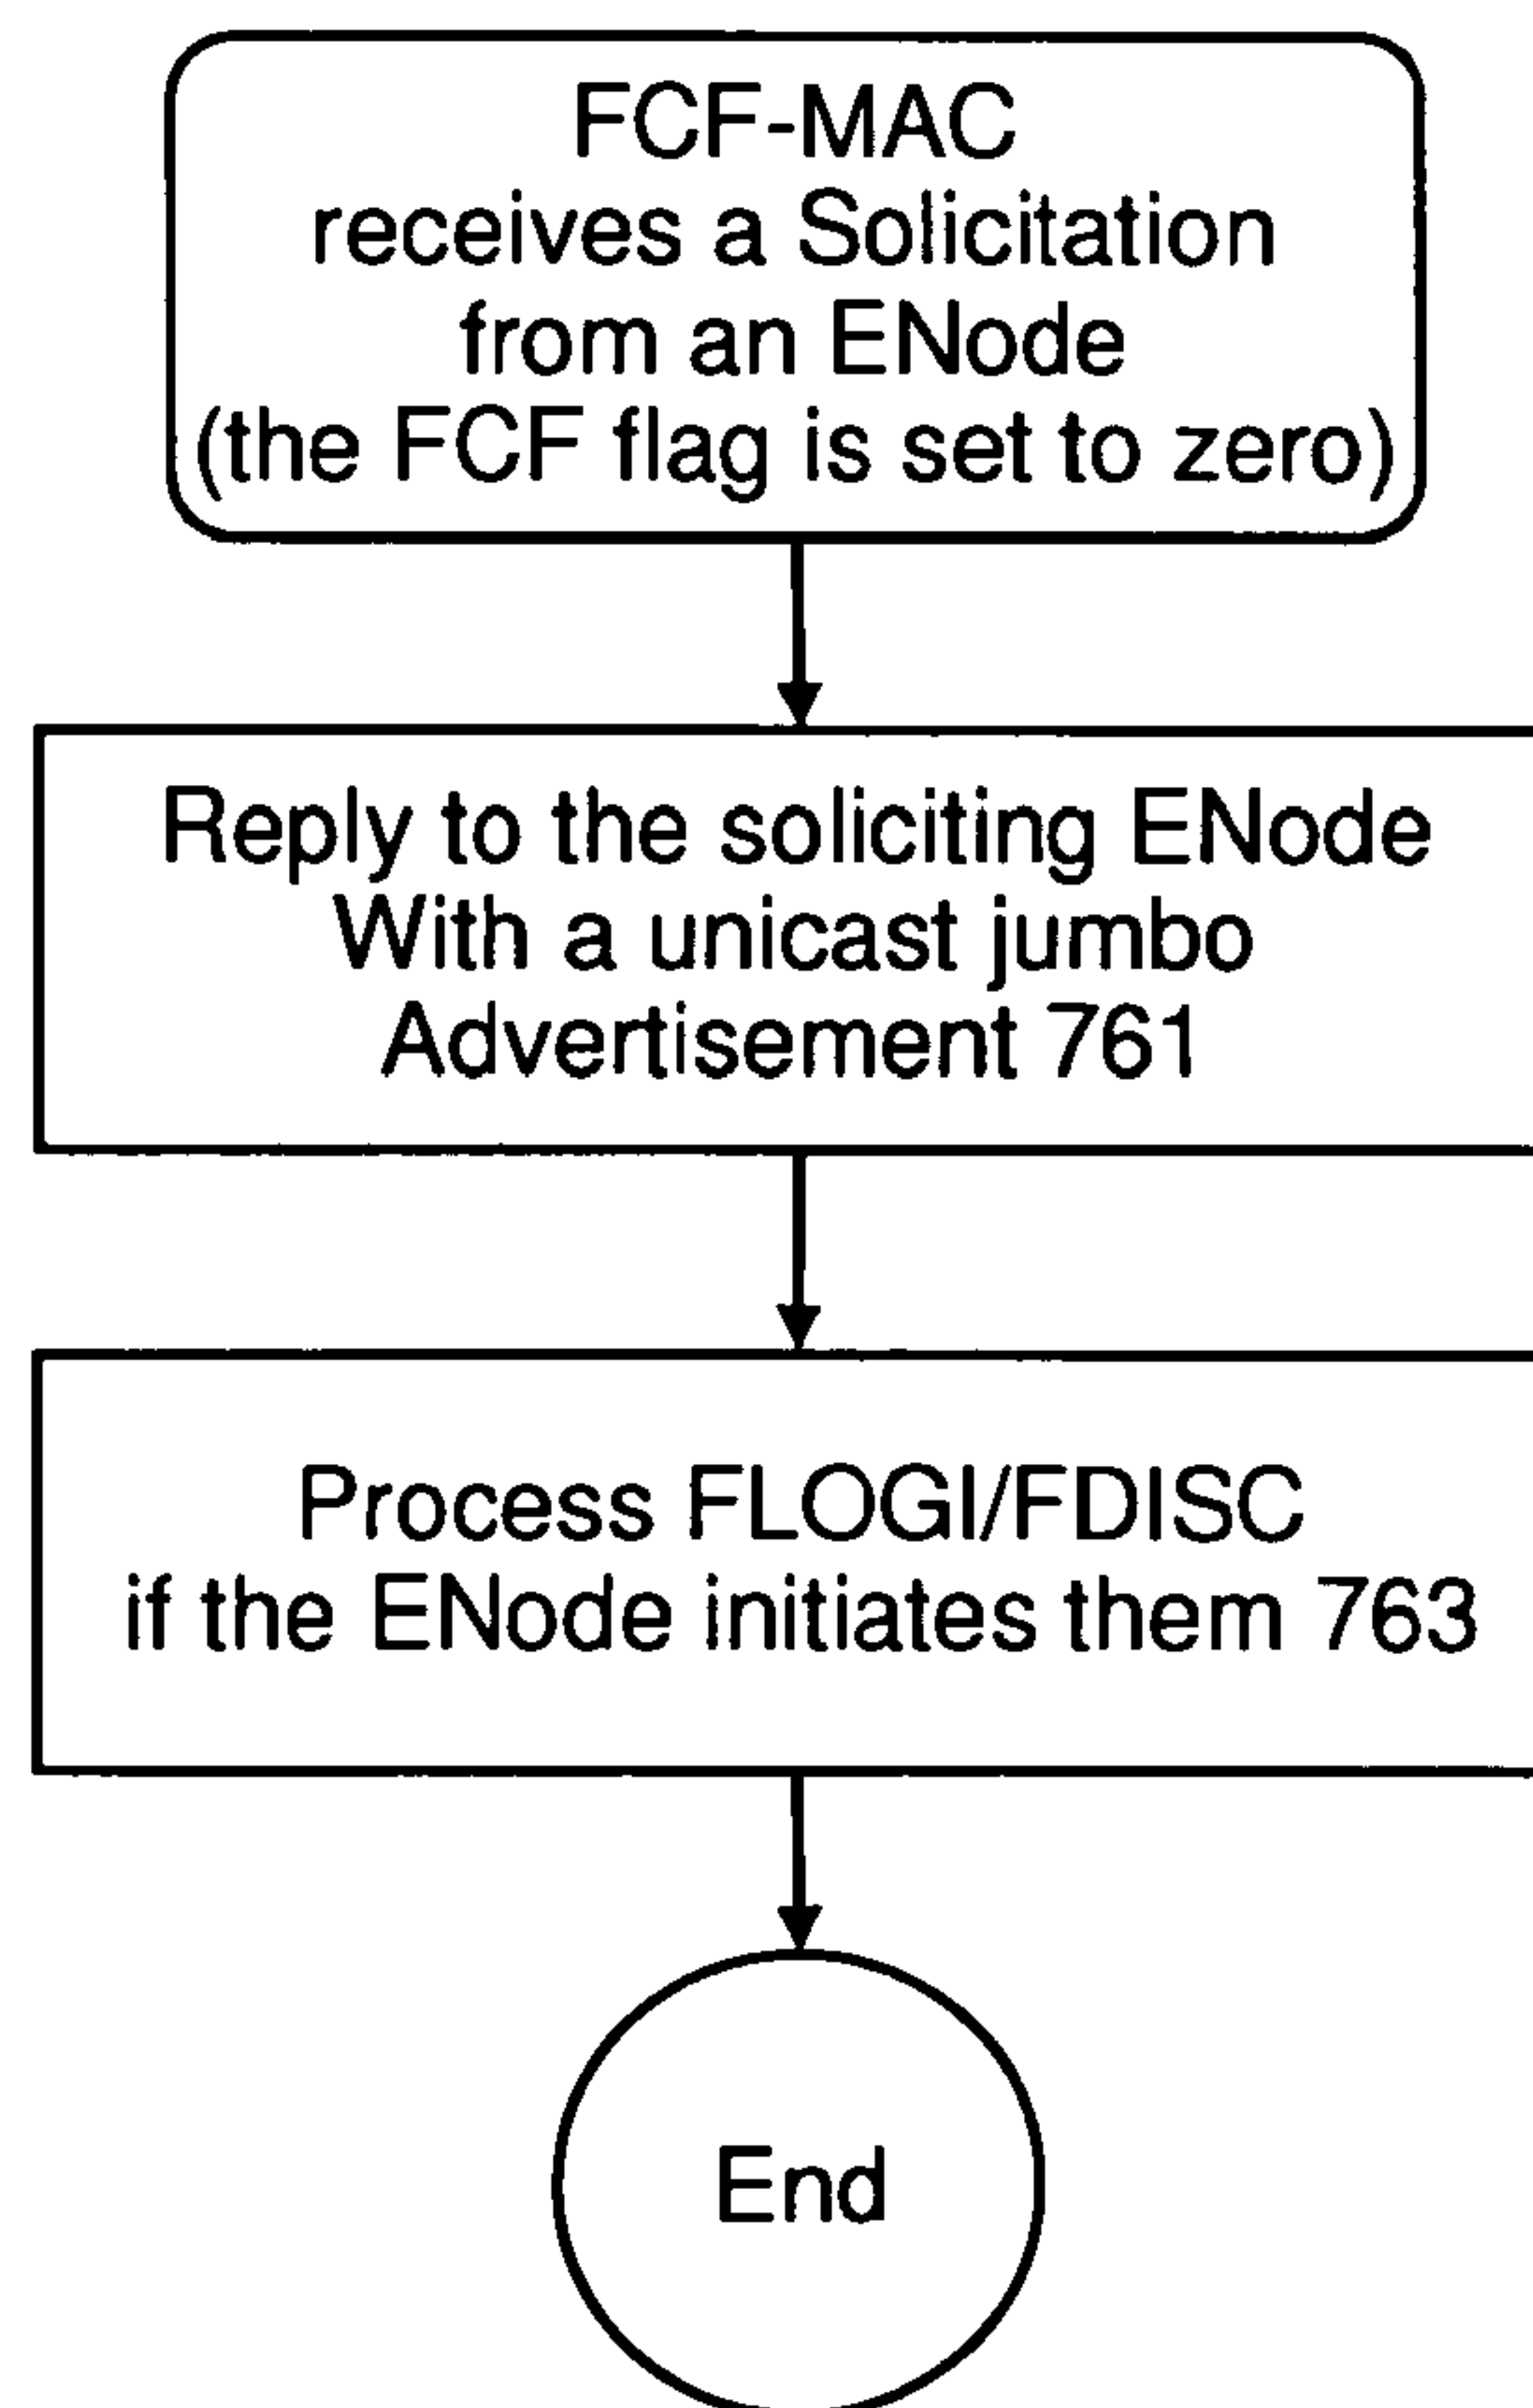 FCF-MAC
receives a Solicitation
from an ENode
(the FCF flag is set to zero)
Reply to the soliciting ENode
With a unicast jumbo
Advertisement 761
Process FLOGI/FDISC
if the ENode initiates them 763
End